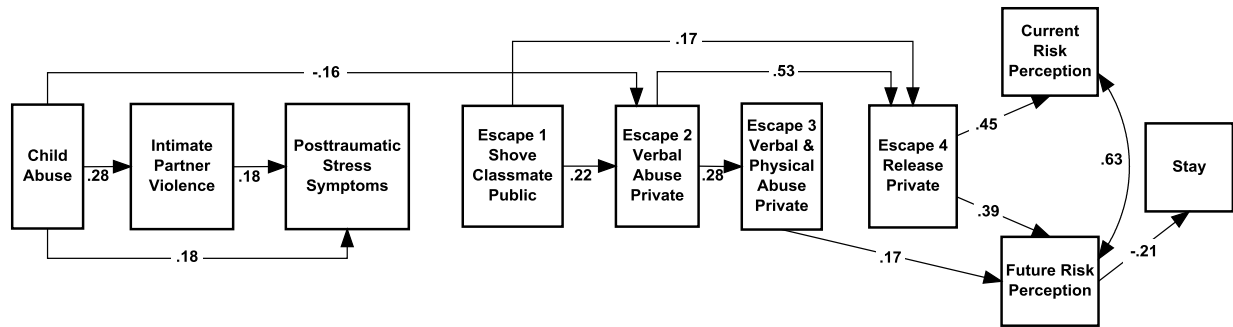 Child
Abuse
.28
Intimate
Partner
Violence
.18
Posttraumatic
Stress
Symptoms
.18
-.16
Escape 1
Shove
Classmate
Public
.22
.17
Escape 2
Verbal
Abuse
Private
.28
.53
Escape 3
Verbal &
Physical
Abuse
Private
.17
Escape 4
Release
Private
.45
.39
Current
Risk
Perception
.63
Future Risk
Perception
-.21
Stay